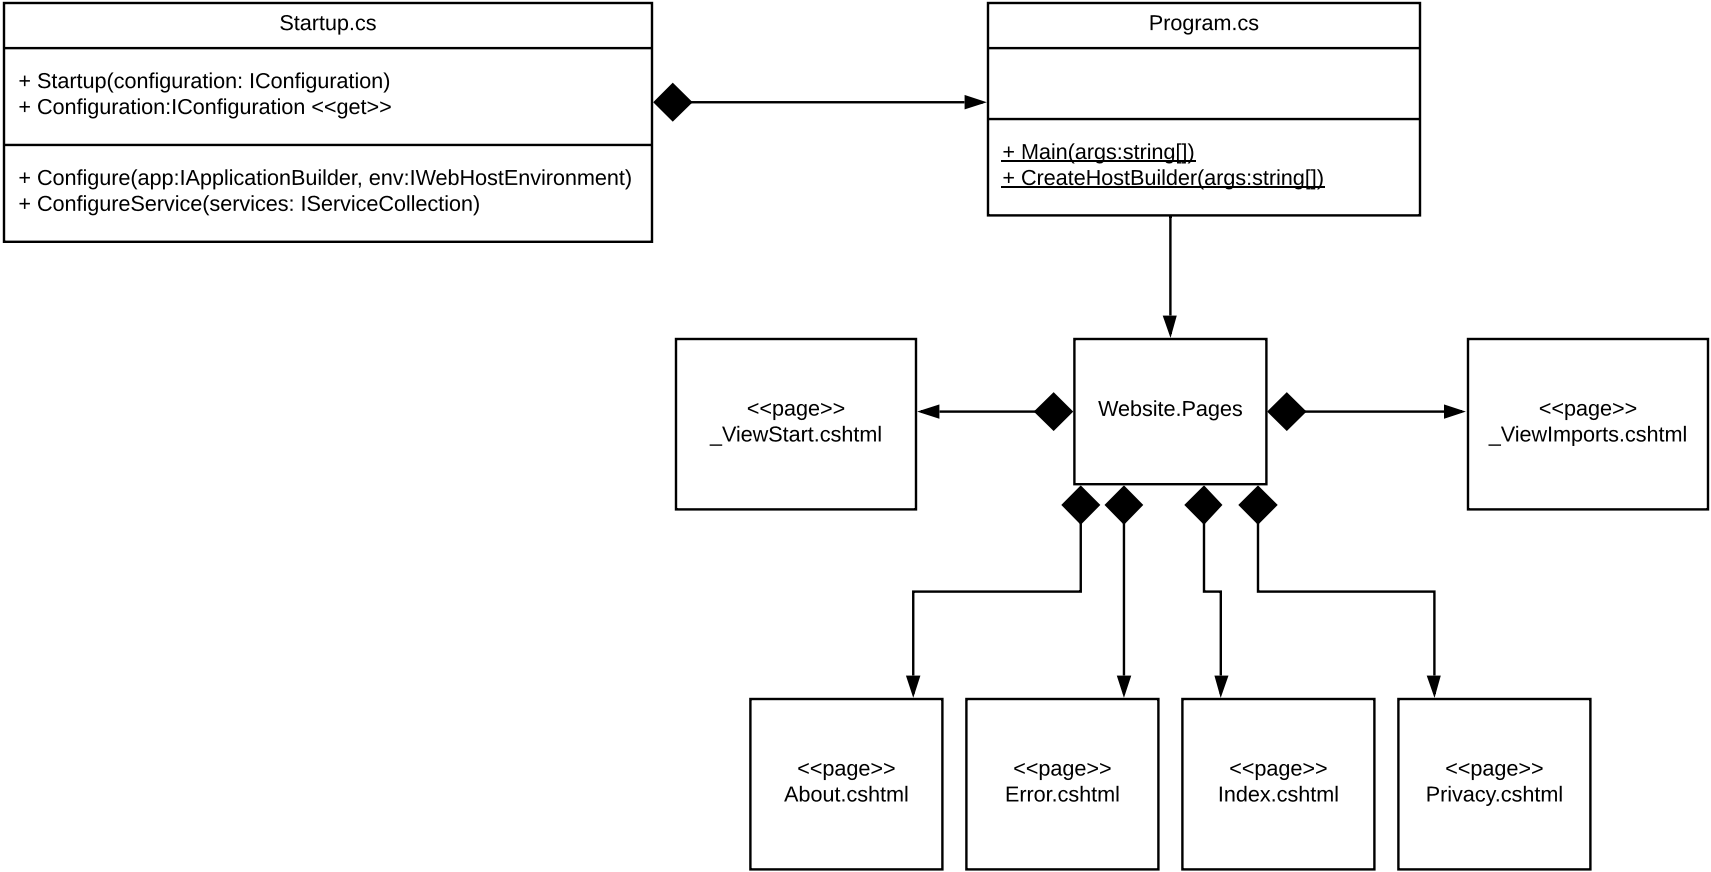 Startup.cs
+ Startup(configuration: IConfiguration)
+ Configuration:IConfiguration <<get>>
+ Configure(app:IApplicationBuilder, env:IWebHostEnvironment)
+ ConfigureService(services: IServiceCollection)
Program.cs
+ Main(args:string[])
+ CreateHostBuilder(args:string[])
<<page>>
_ViewStart.cshtml
Website.Pages
<<page>>
_ViewImports.cshtml
<<page>>
About.cshtml
<<page>>
Error.cshtml
<<page>>
Index.cshtml
<<page>>
Privacy.cshtml